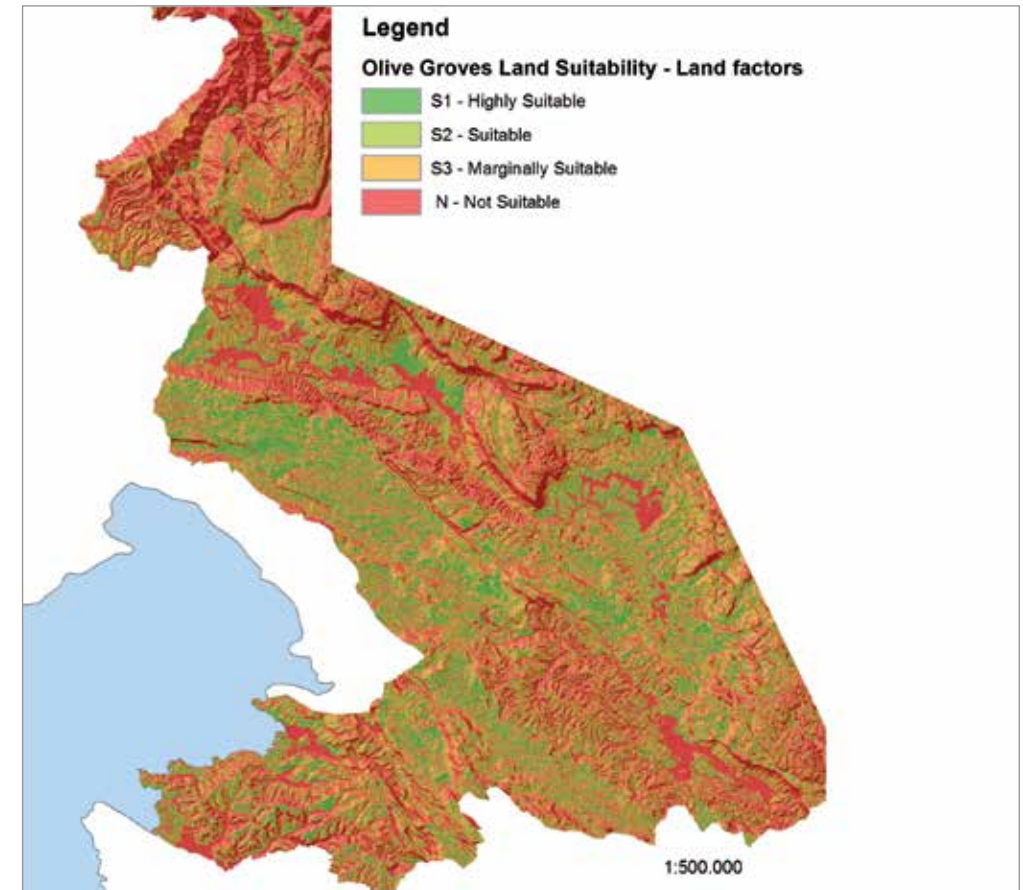 Legend
Olive Groves Land Suitability - Land factors
S1 - Highly Suitable
S2 - Suitable
S3 - Marginally Suitable
N - Not Suitable
1:500.000